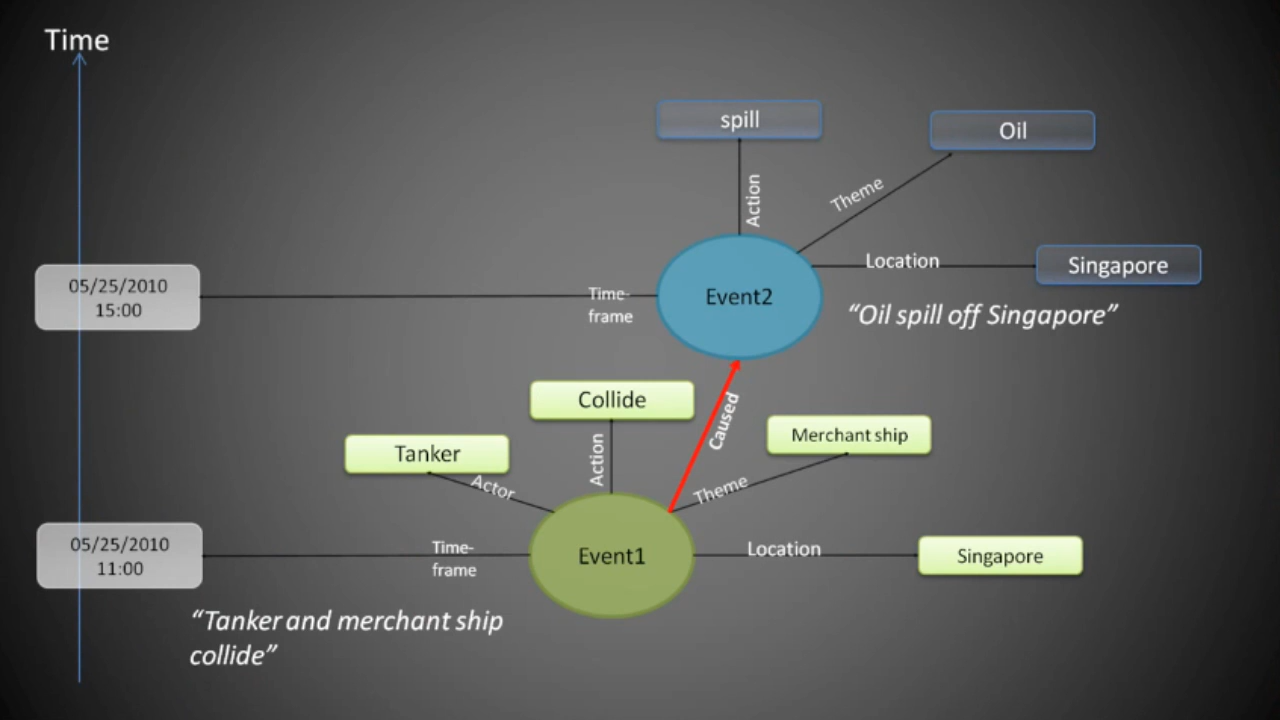 Time
spill
Oil
Action
Theme
Location
Singapore
05/25/2010
15:00
Time-
frame
Event2
“Oil spill off Singapore”
Collide
Caused
Merchant ship
Tanker
Action
Actor
Theme
05/25/2010
11:00
Time-
frame
Event1
Location
Singapore
“Tanker and merchant ship
collide”